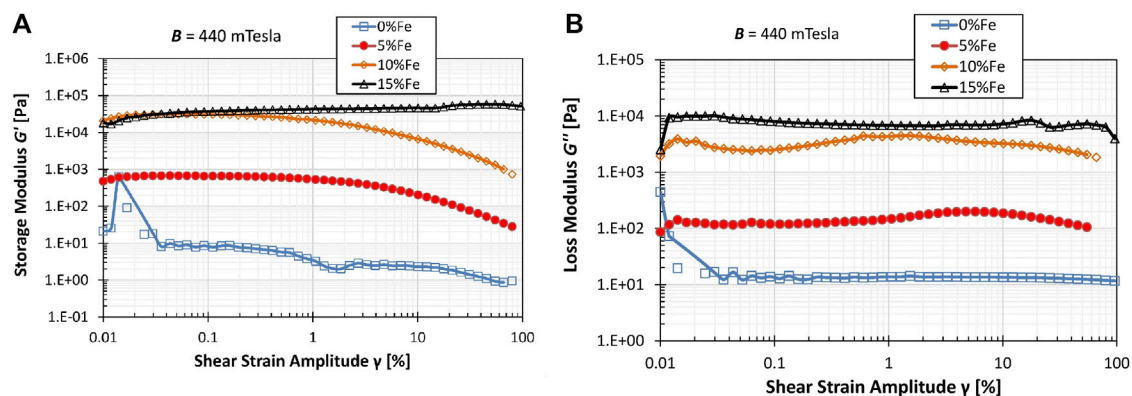 A
B = 440 mTesla
0%Fe
5%Fe
10%Fe
15%Fe
Storage Modulus G' [Pa]
1.E+06
1.E+05
1.E+04
1.E+03
1.E+02
1.E+01
1.E+00
1.E-01
0.01
0.1
1
10
100
Shear Strain Amplitude γ [%]
B
B = 440 mTesla
0%Fe
5%Fe
10%Fe
15%Fe
Loss Modulus G'' [Pa]
1.E+05
1.E+04
1.E+03
1.E+02
1.E+01
1.E+00
0.01
0.1
1
10
100
Shear Strain Amplitude γ [%]